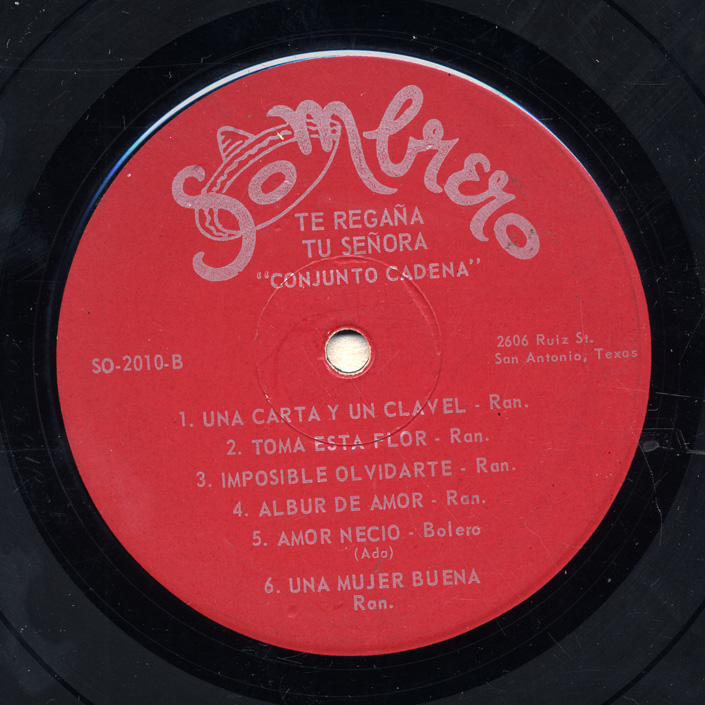 Sombrero
TE REGAÑA
TU SEÑORA
"CONJUNTO CADENA"
SO-2010-B
2606 Ruiz St.
San Antonio, Texas
1. UNA CARTA Y UN CLAVEL - Ran.
2. TOMA ESTA FLOR - Ran.
3. IMPOSIBLE OLVIDARTE - Ran.
4. ALBUR DE AMOR - Ran.
5. AMOR NECIO - Bolero
(Ada)
6. UNA MUJER BUENA
Ran.